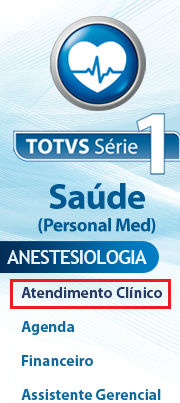 TOTVS Série 1
Saúde
(Personal Med)
ANESTESIOLOGIA
Atendimento Clínico
Agenda
Financeiro
Assistente Gerencial